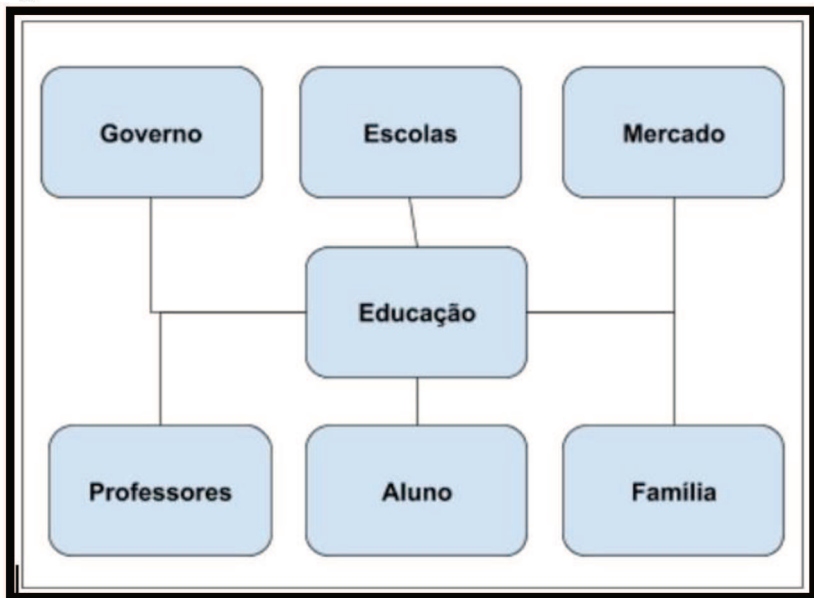 Governo
Escolas
Mercado
Educação
Professores
Aluno
Família